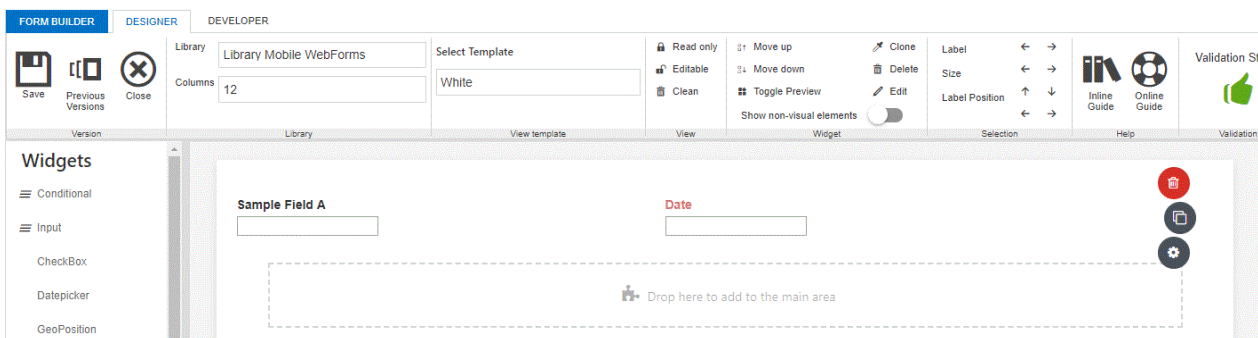 FORM BUILDER DESIGNER DEVELOPER
Library Library Mobile WebForms
Columns 12
Save Previous Versions Close
Version
Library
Select Template
White
View template
Read only
Editable
Clean
View
Move up Clone
Move down Delete
Toggle Preview Edit
Show non-visual elements
Widget
Label
Size
Label Position
Selection
Inline Guide Online Guide
Help
Validation St
Validation
Widgets
Conditional
Input
CheckBox
Datepicker
GeoPosition
Sample Field A Date
Drop here to add to the main area